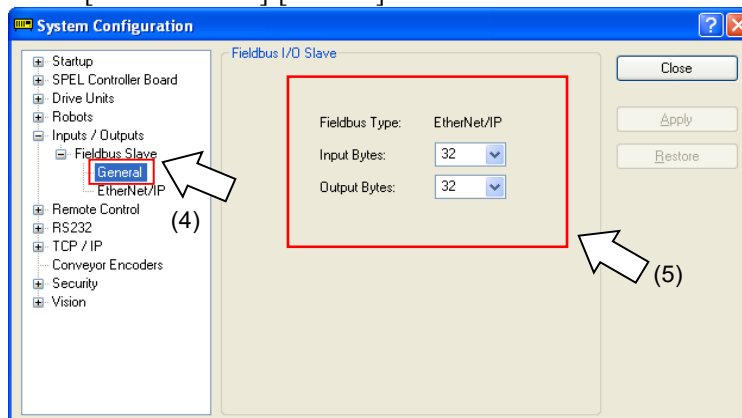 System Configuration
Startup
SPEL Controller Board
Drive Units
Robots
Inputs / Outputs
Fieldbus Slave
General
EtherNet/IP
Remote Control
RS232
TCP / IP
Conveyor Encoders
Security
Vision
(4)
Fieldbus I/O Slave
Fieldbus Type: EtherNet/IP
Input Bytes: 32
Output Bytes: 32
(5)
Close
Apply
Restore